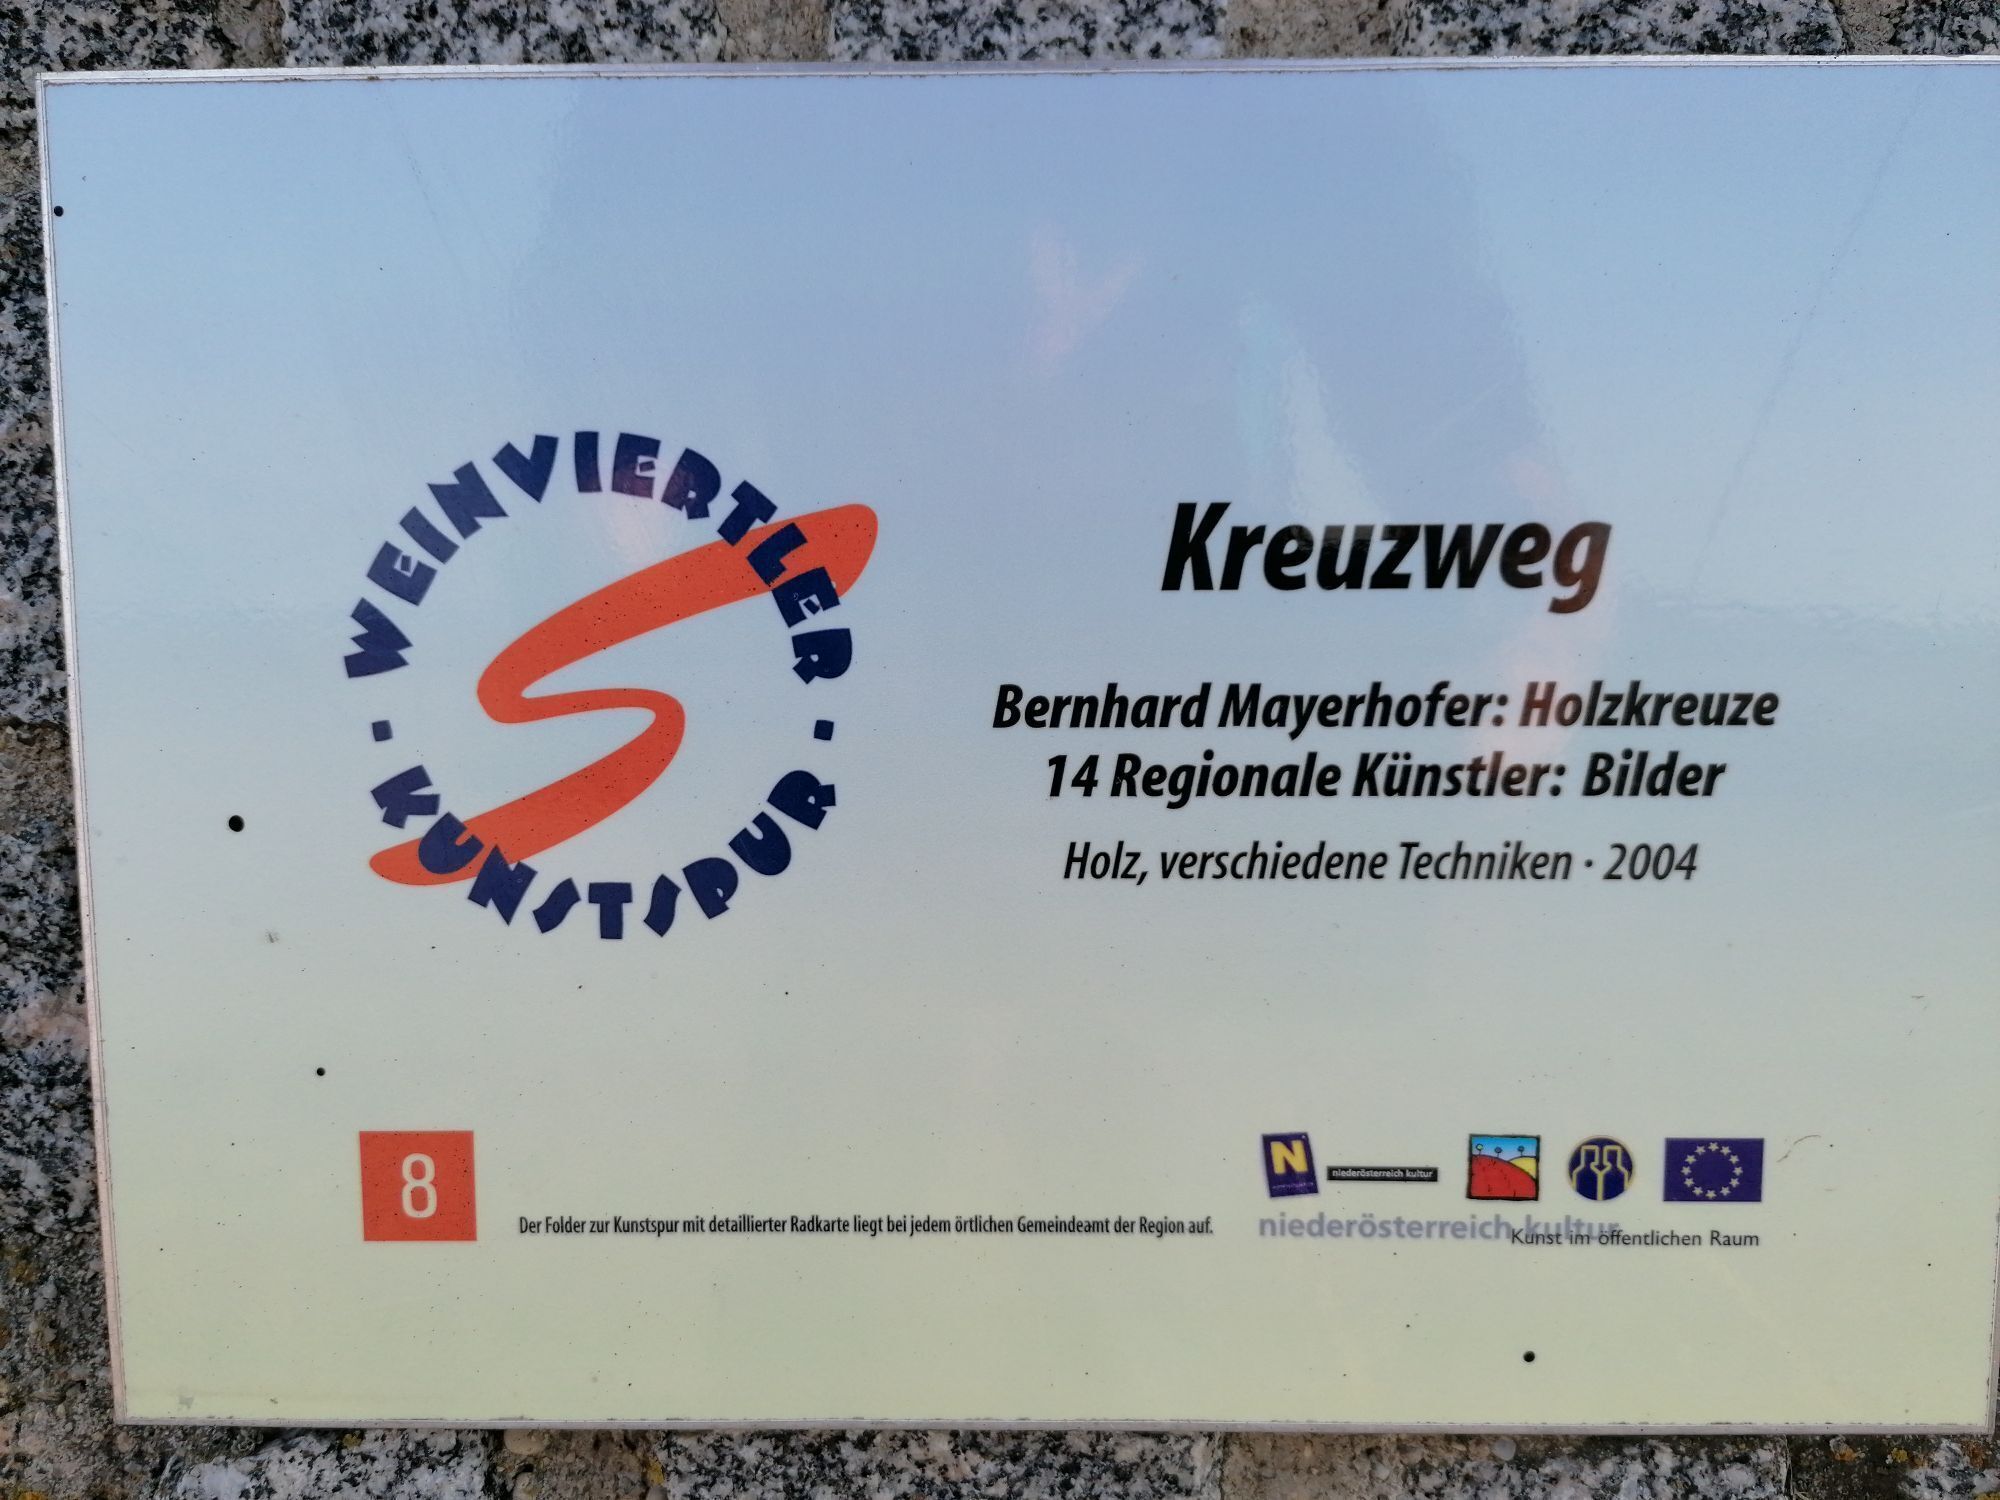 WEINVIERTLER · KUNSTSPUR ·
S
Kreuzweg
Bernhard Mayerhofer: Holzkreuze
14 Regionale Künstler: Bilder
Holz, verschiedene Techniken · 2004
8
Der Folder zur Kunstspur mit detaillierter Radkarte liegt bei jedem örtlichen Gemeindeamt der Region auf.
N
niederösterreich kultur
niederösterreich kultur
Kunst im öffentlichen Raum